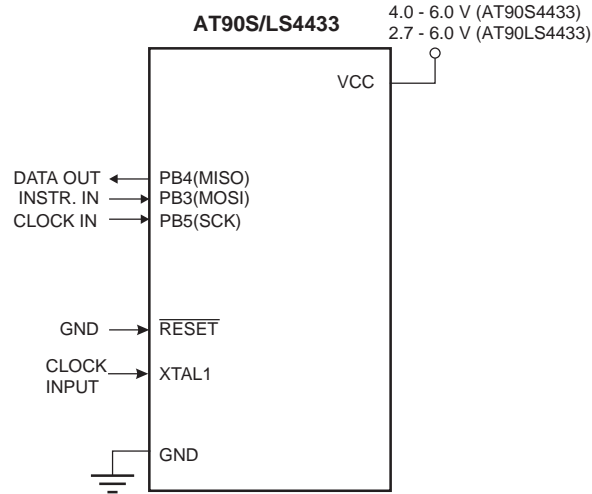 AT90S/LS4433
4.0 - 6.0 V (AT90S4433)
2.7 - 6.0 V (AT90LS4433)
VCC
DATA OUT PB4(MISO)
INSTR. IN PB3(MOSI)
CLOCK IN PB5(SCK)
GND RESET
CLOCK
INPUT
XTAL1
GND